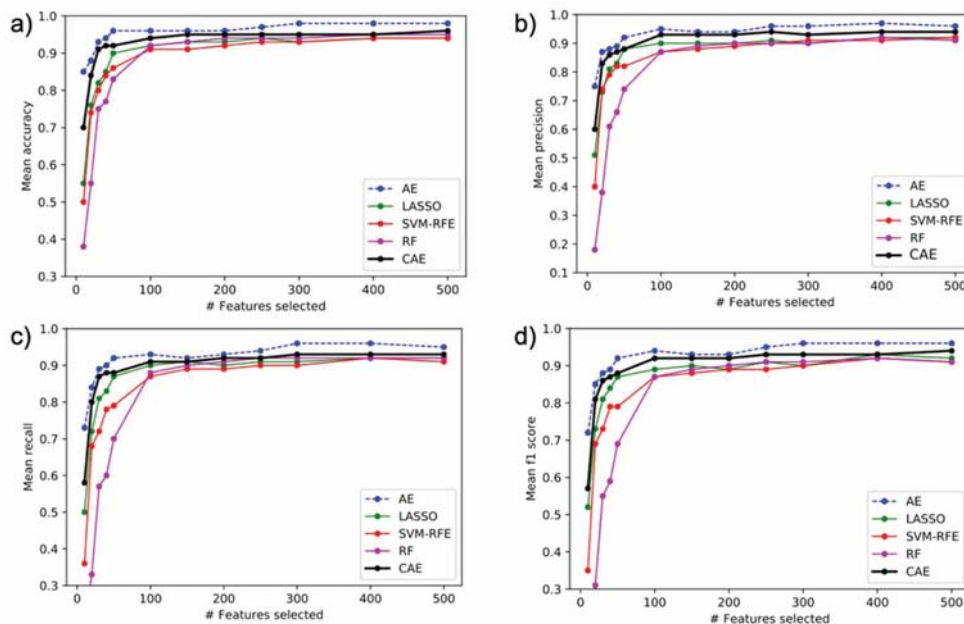 a)
1.0
0.9
0.8
0.7
0.6
0.5
0.4
0.3
Mean accuracy
AE
LASSO
SVM-RFE
RF
CAE
0 100 200 300 400 500
# Features selected
b)
1.0
0.9
0.8
0.7
0.6
0.5
0.4
0.3
0.2
0.1
Mean precision
AE
LASSO
SVM-RFE
RF
CAE
0 100 200 300 400 500
# Features selected
c)
1.0
0.9
0.8
0.7
0.6
0.5
0.4
0.3
Mean recall
AE
LASSO
SVM-RFE
RF
CAE
0 100 200 300 400 500
# Features selected
d)
1.0
0.9
0.8
0.7
0.6
0.5
0.4
0.3
Mean f1 score
AE
LASSO
SVM-RFE
RF
CAE
0 100 200 300 400 500
# Features selected